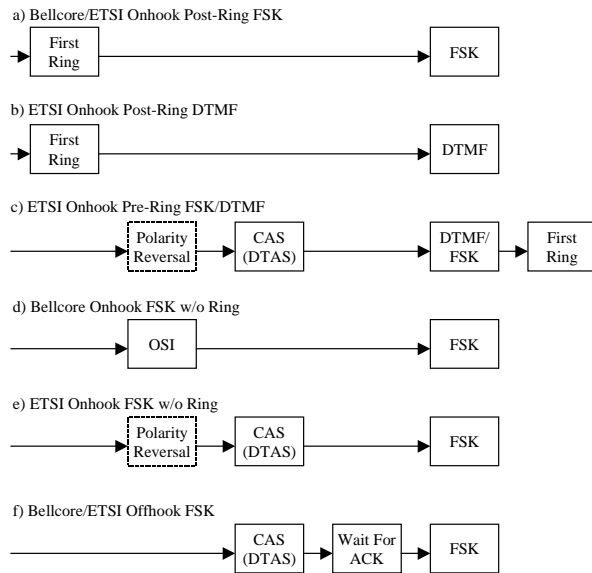 a) Bellcore/ETSI Onhook Post-Ring FSK
First
Ring
FSK
b) ETSI Onhook Post-Ring DTMF
First
Ring
DTMF
c) ETSI Onhook Pre-Ring FSK/DTMF
Polarity
Reversal
CAS
(DTAS)
DTMF/
FSK
First
Ring
d) Bellcore Onhook FSK w/o Ring
OSI
FSK
e) ETSI Onhook FSK w/o Ring
Polarity
Reversal
CAS
(DTAS)
FSK
f) Bellcore/ETSI Offhook FSK
CAS
(DTAS)
Wait For
ACK
FSK